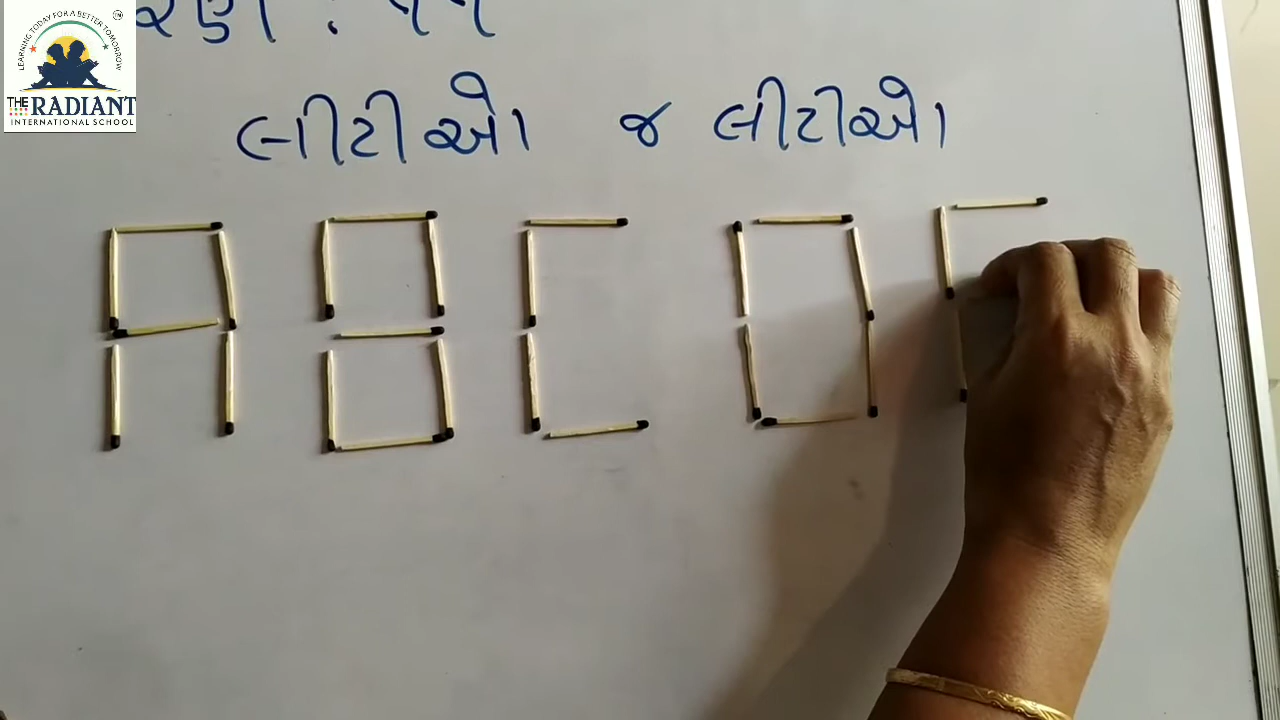 લીટીઓ જ લીટીઓ
LEARNING TODAY FOR A BETTER TOMORROW
THE RADIANT
INTERNATIONAL SCHOOL
A B C D